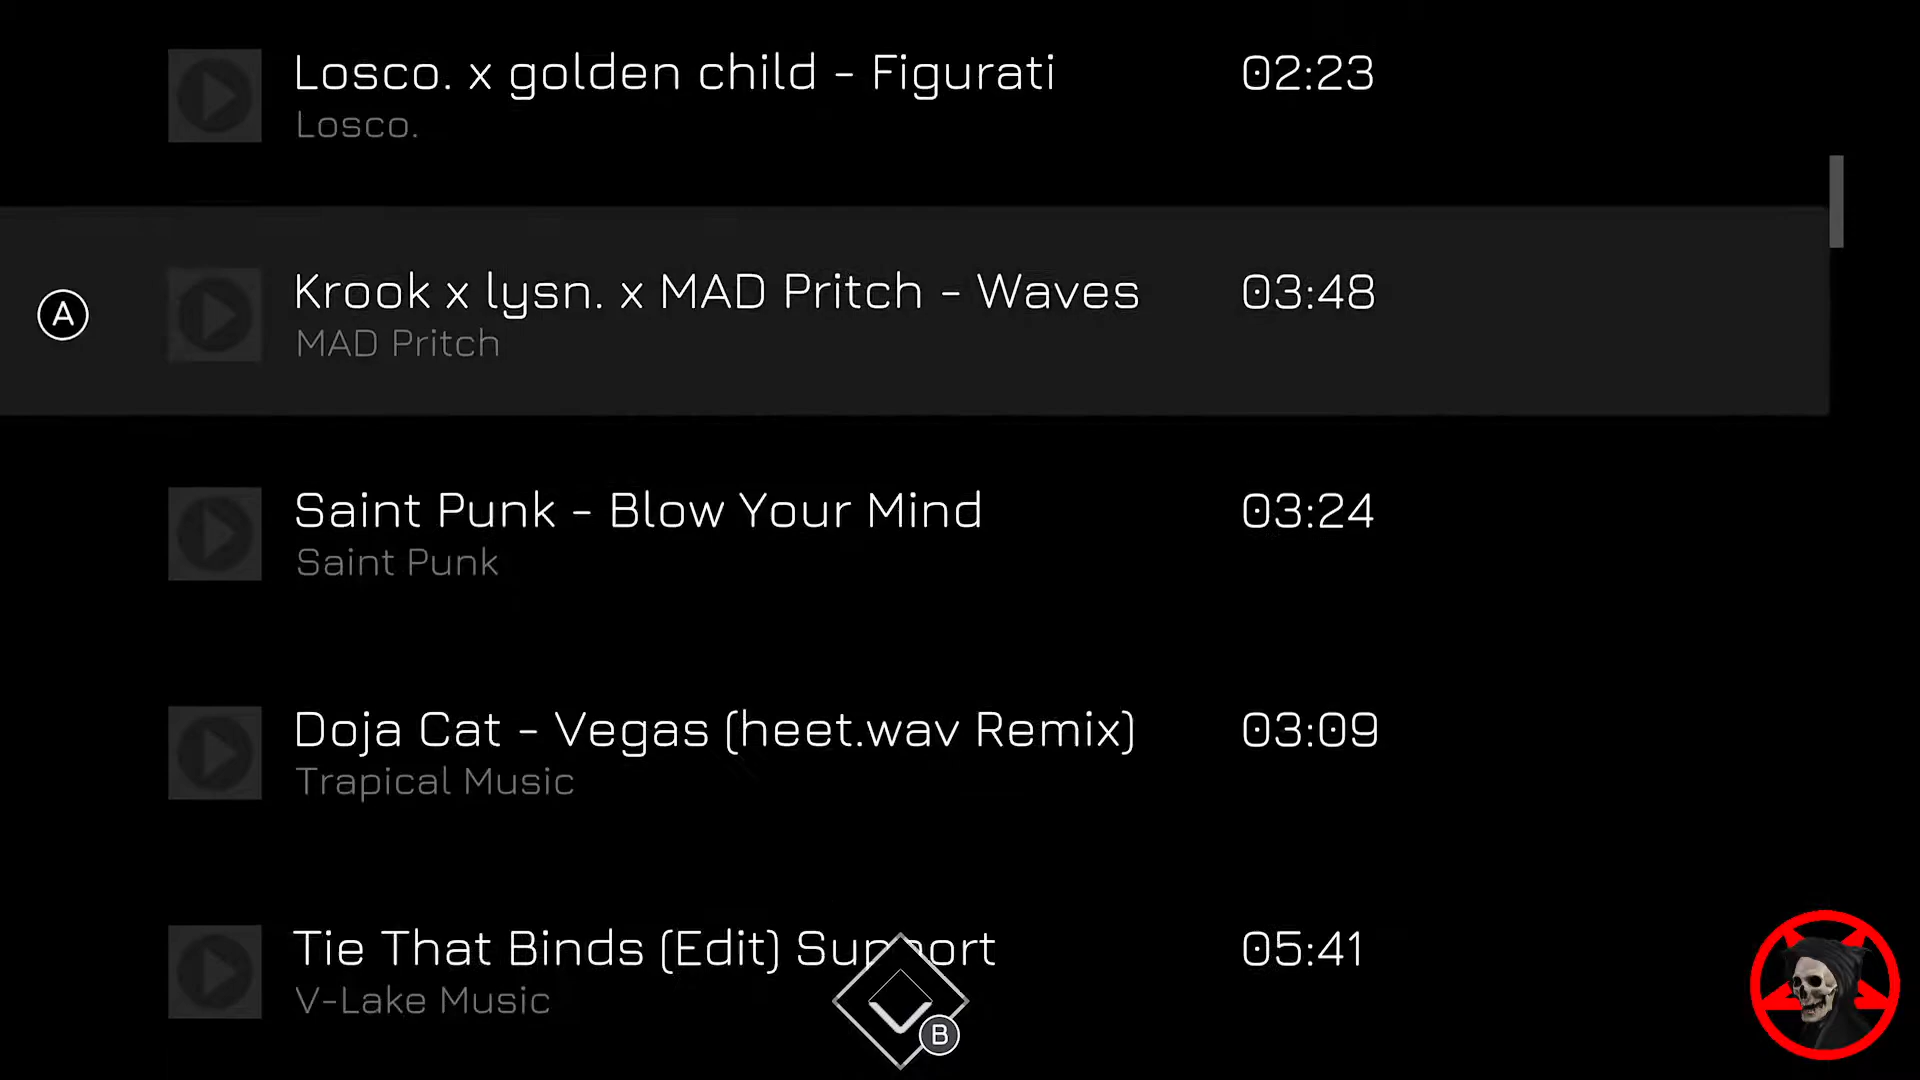 Losco. x golden child - Figurati 02:23
Losco.
A
Krook x lysn. x MAD Pritch - Waves 03:48
MAD Pritch
Saint Punk - Blow Your Mind 03:24
Saint Punk
Doja Cat - Vegas (heet.wav Remix) 03:09
Trapical Music
Tie That Binds (Edit) Support 05:41
V-Lake Music
B